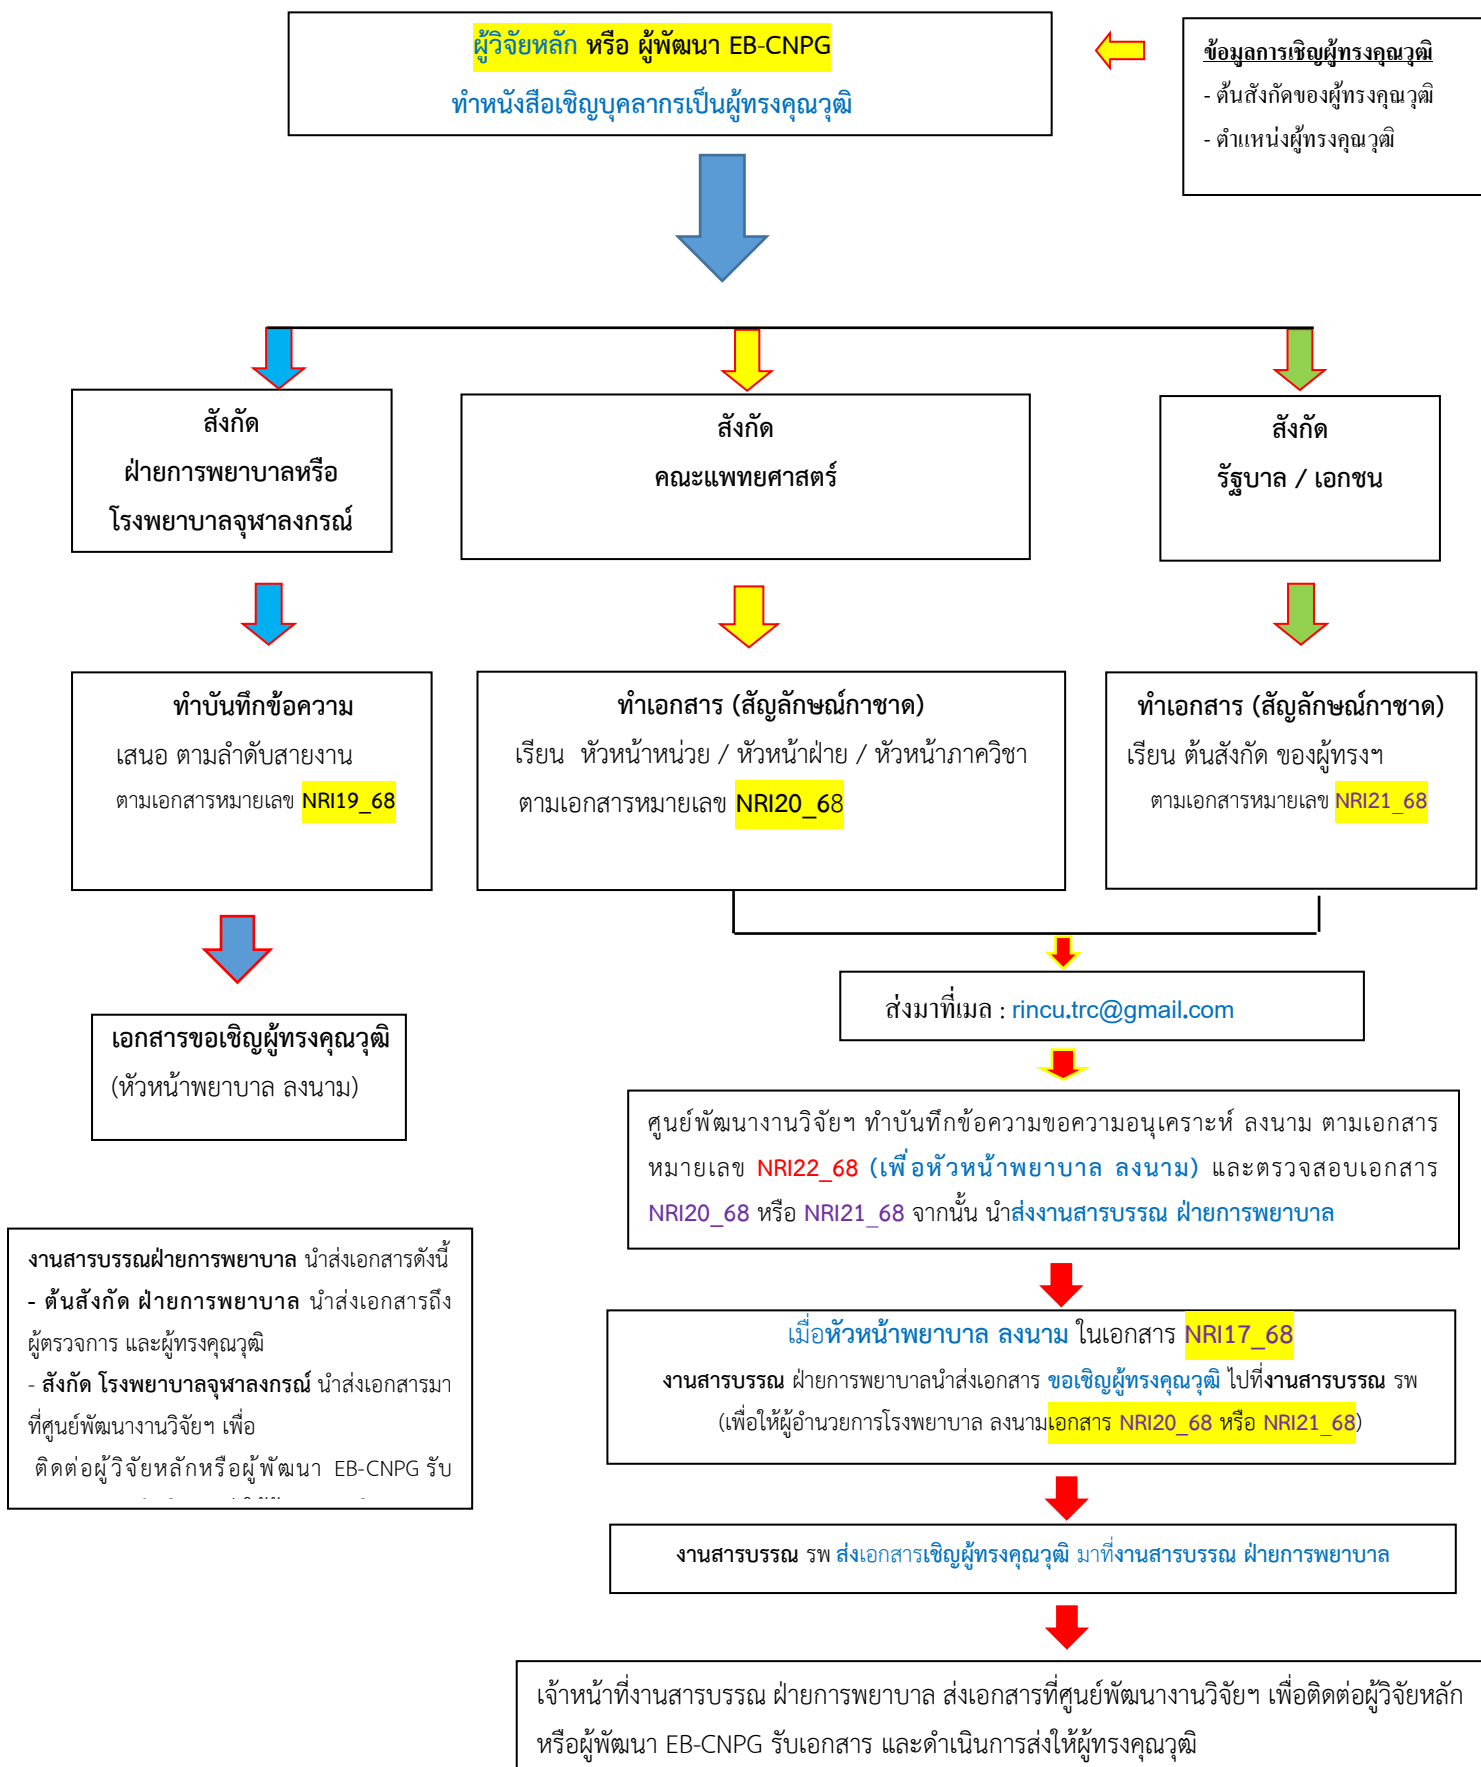 ผู้วิจัยหลัก หรือ ผู้พัฒนา EB-CNPG
ทำหนังสือเชิญบุคลากรเป็นผู้ทรงคุณวุฒิ
ข้อมูลการเชิญผู้ทรงคุณวุฒิ
- ต้นสังกัดของผู้ทรงคุณวุฒิ
- ตำแหน่งผู้ทรงคุณวุฒิ
สังกัด
ฝ่ายการพยาบาลหรือ
โรงพยาบาลจุฬาลงกรณ์
สังกัด
คณะแพทยศาสตร์
สังกัด
รัฐบาล / เอกชน
ทำบันทึกข้อความ
เสนอ ตามลำดับสายงาน
ตามเอกสารหมายเลข NRI19_68
ทำเอกสาร (สัญลักษณ์กาชาด)
เรียน หัวหน้าหน่วย / หัวหน้าฝ่าย / หัวหน้าภาควิชา
ตามเอกสารหมายเลข NRI20_68
ทำเอกสาร (สัญลักษณ์กาชาด)
เรียน ต้นสังกัด ของผู้ทรงฯ
ตามเอกสารหมายเลข NRI21_68
เอกสารขอเชิญผู้ทรงคุณวุฒิ
(หัวหน้าพยาบาล ลงนาม)
ส่งมาที่เมล : rincu.trc@gmail.com
ศูนย์พัฒนางานวิจัยฯ ทำบันทึกข้อความขอความอนุเคราะห์ ลงนาม ตามเอกสาร
หมายเลข NRI22_68 (เพื่อหัวหน้าพยาบาล ลงนาม) และตรวจสอบเอกสาร
NRI20_68 หรือ NRI21_68 จากนั้น นำส่งงานสารบรรณ ฝ่ายการพยาบาล
งานสารบรรณฝ่ายการพยาบาล นำส่งเอกสารดังนี้
- ต้นสังกัด ฝ่ายการพยาบาล นำส่งเอกสารถึง
ผู้ตรวจการ และผู้ทรงคุณวุฒิ
- สังกัด โรงพยาบาลจุฬาลงกรณ์ นำส่งเอกสารมา
ที่ศูนย์พัฒนางานวิจัยฯ เพื่อ
ติดต่อผู้วิจัยหลักหรือผู้พัฒนา EB-CNPG รับ
เมื่อหัวหน้าพยาบาล ลงนาม ในเอกสาร NRI17_68
งานสารบรรณ ฝ่ายการพยาบาลนำส่งเอกสาร ขอเชิญผู้ทรงคุณวุฒิ ไปที่งานสารบรรณ รพ
(เพื่อให้ผู้อำนวยการโรงพยาบาล ลงนามเอกสาร NRI20_68 หรือ NRI21_68)
งานสารบรรณ รพ ส่งเอกสารเชิญผู้ทรงคุณวุฒิ มาที่งานสารบรรณ ฝ่ายการพยาบาล
เจ้าหน้าที่งานสารบรรณ ฝ่ายการพยาบาล ส่งเอกสารที่ศูนย์พัฒนางานวิจัยฯ เพื่อติดต่อผู้วิจัยหลัก
หรือผู้พัฒนา EB-CNPG รับเอกสาร และดำเนินการส่งให้ผู้ทรงคุณวุฒิ